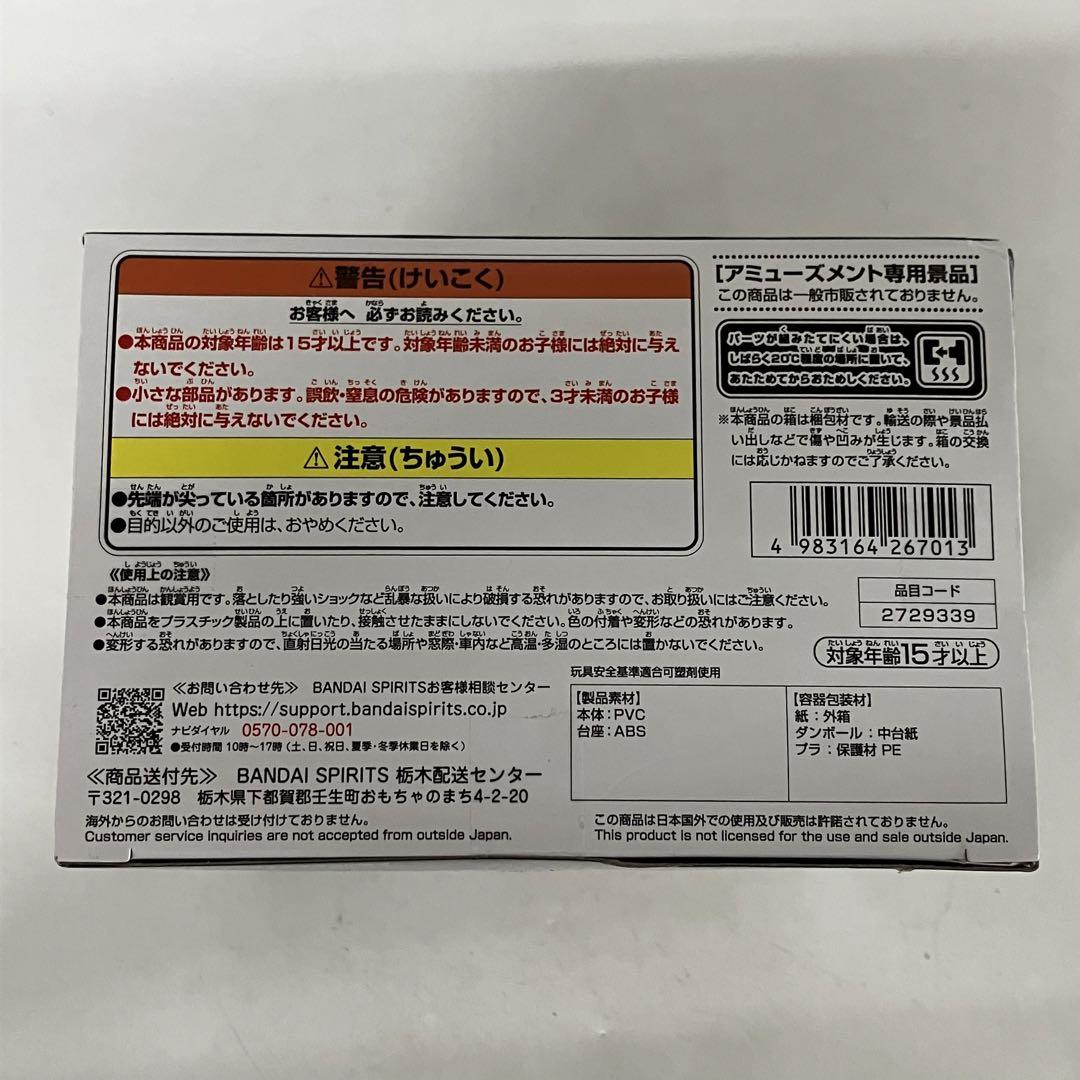 ⚠警告(けいこく)
お客様へ 必ずお読みください。
●本商品の対象年齢は15才以上です。対象年齢未満のお子様には絶対に与え
ないでください。
●小さな部品があります。誤飲・窒息の危険がありますので、3才未満のお子様
には絶対に与えないでください。
⚠注意(ちゅうい)
●先端が尖っている箇所がありますので、注意してください。
●目的以外のご使用は、おやめください。
【アミューズメント専用景品】
この商品は一般市販されておりません。
パーツが組みたてにくい場合は、
しばらく20℃程度の場所に置いて、
あたためてからおためしください。
※本商品の箱は梱包材です。輸送の際や景品払
い出しなどで傷や凹みが生じます。箱の交換
には応じかねますのでご了承ください。
4 983164 267013
品目コード
2729339
対象年齢15才以上
《使用上の注意》
●本商品は観賞用です。落としたり強いショックなど乱暴な扱いにより破損する恐れがありますので、お取り扱いにはご注意ください。
●本商品をプラスチック製品の上に置いたり、接触させたままにしないでください。色の付着や変形などの恐れがあります。
●変形する恐れがありますので、直射日光の当たる場所や窓際・車内など高温・多湿のところには置かないでください。
≪お問い合わせ先≫ BANDAI SPIRITSお客様相談センター
Web https://support.bandaispirits.co.jp
ナビダイヤル 0570-078-001
●受付時間 10時~17時 (土、日、祝日、夏季・冬季休業日を除く)
≪商品送付先≫ BANDAI SPIRITS 栃木配送センター
〒321-0298 栃木県下都賀郡壬生町おもちゃのまち4-2-20
海外からのお問い合わせは受け付けておりません。
Customer service inquiries are not accepted from outside Japan.
玩具安全基準適合可塑剤使用
【製品素材】
本体:PVC
台座:ABS
【容器包装材】
紙:外箱
ダンボール:中台紙
プラ:保護材 PE
この商品は日本国外での使用及び販売は許諾されておりません。
This product is not licensed for the use and sale outside Japan.